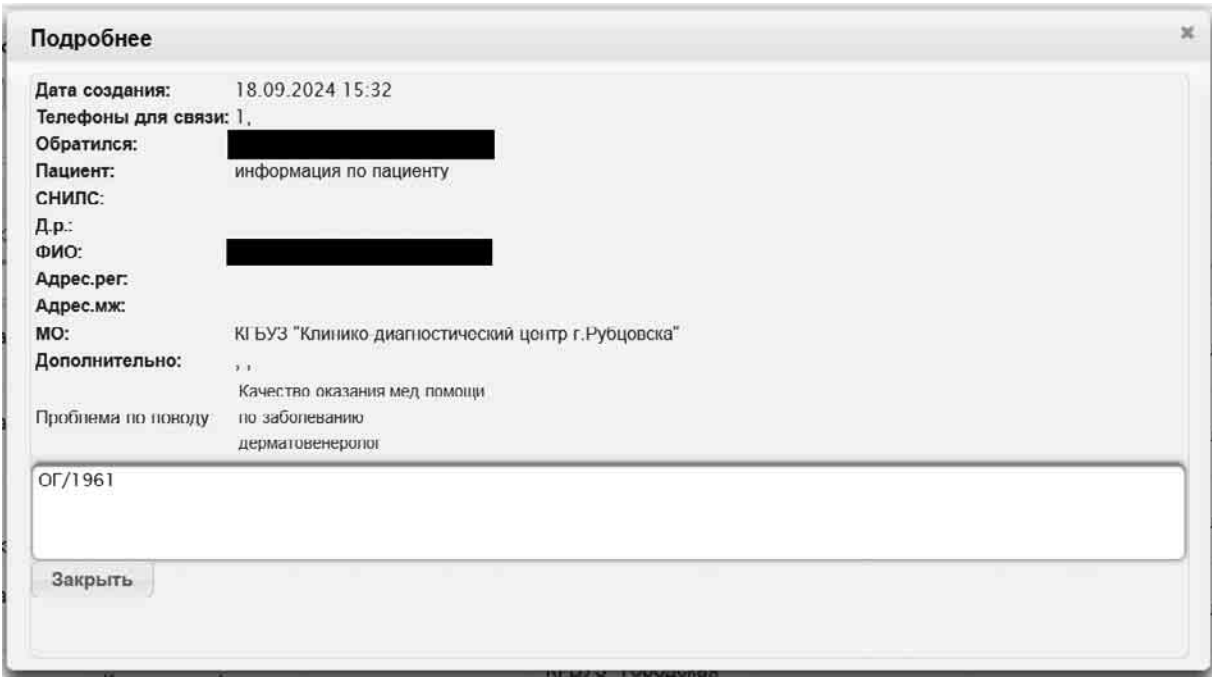 Подробнее
Дата создания: 18.09.2024 15:32
Телефоны для связи: 1,
Обратился:
Пациент: информация по пациенту
СНИЛС:
Д.р.:
ФИО:
Адрес.рег:
Адрес.мж:
МО: КГБУЗ "Клинико-диагностический центр г.Рубцовска"
Дополнительно: , ,
Качество оказания мед помощи
Проблема по поводу по заболеванию
дерматовенеролог
ОГ/1961
Закрыть